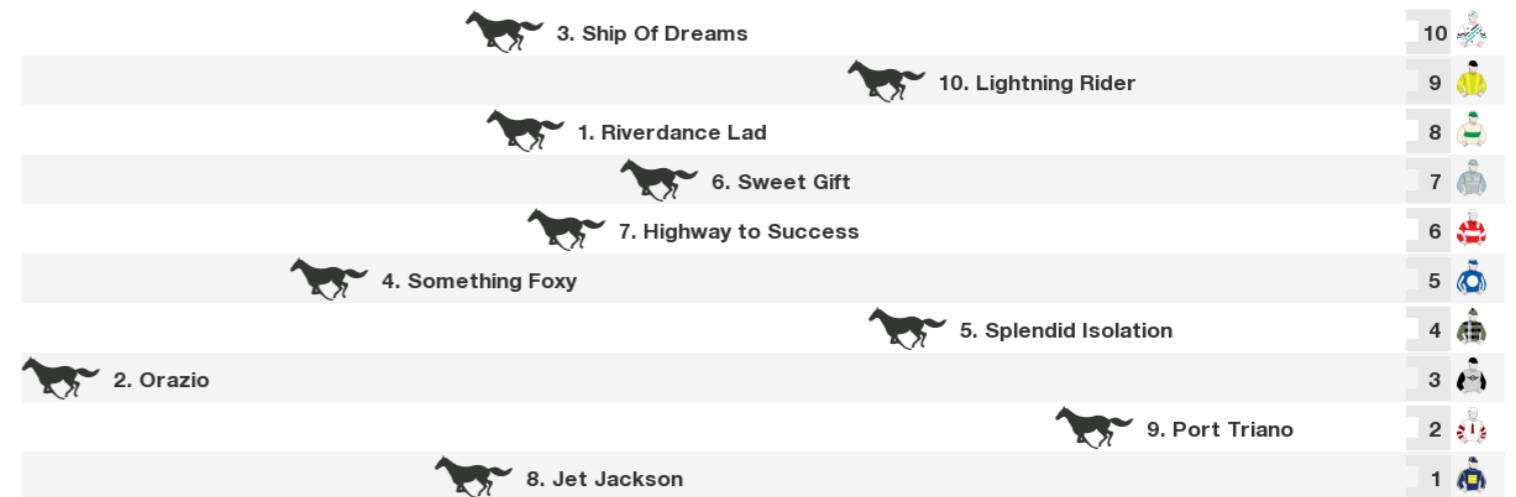 3. Ship Of Dreams 10
10. Lightning Rider 9
1. Riverdance Lad 8
6. Sweet Gift 7
7. Highway to Success 6
4. Something Foxy 5
5. Splendid Isolation 4
2. Orazio 3
9. Port Triano 2
8. Jet Jackson 1